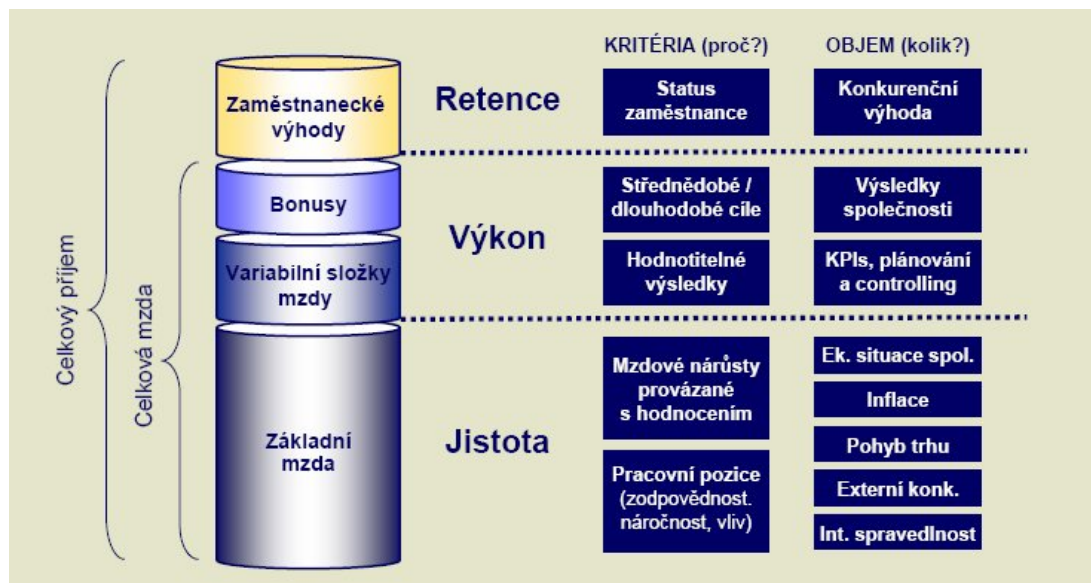 KRITÉRIA (proč?)
OBJEM (kolik?)
Celkový příjem
Celková mzda
Zaměstnanecké
výhody
Retence
Status
zaměstnance
Konkurenční
výhoda
Bonusy
Variabilní složky
mzdy
Výkon
Střednědobé /
dlouhodobé cíle
Výsledky
společnosti
Hodnotitelné
výsledky
KPIs, plánování
a controlling
Základní
mzda
Jistota
Mzdové nárůsty
provázané
s hodnocením
Pracovní pozice
(zodpovědnost.
náročnost, vliv)
Ek. situace spol.
Inflace
Pohyb trhu
Externí konk.
Int. spravedlnost